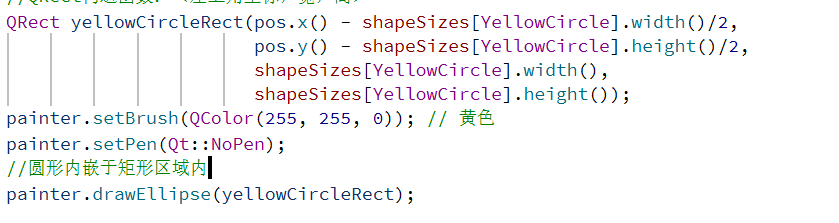 QRect yellowCircleRect(pos.x() - shapeSizes[YellowCircle].width()/2,
pos.y() - shapeSizes[YellowCircle].height()/2,
shapeSizes[YellowCircle].width(),
shapeSizes[YellowCircle].height());
painter.setBrush(QColor(255, 255, 0)); // 黄色
painter.setPen(Qt::NoPen);
//圆形内嵌于矩形区域内
painter.drawEllipse(yellowCircleRect);